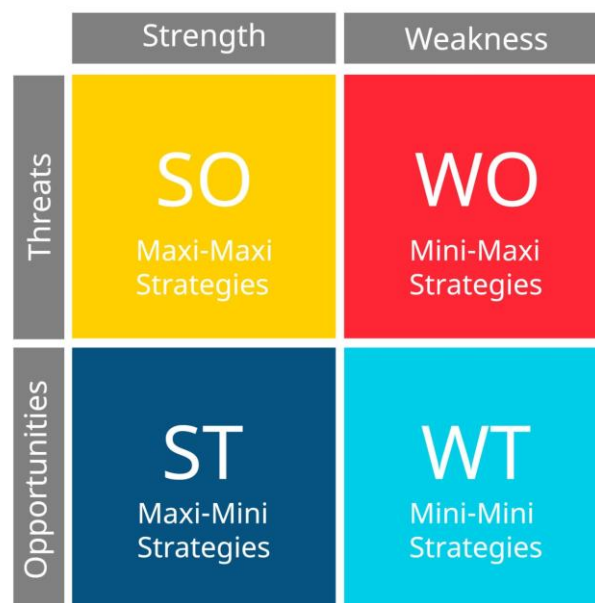 Strength
Weakness
Threats
SO
Maxi-Maxi
Strategies
WO
Mini-Maxi
Strategies
Opportunities
ST
Maxi-Mini
Strategies
WT
Mini-Mini
Strategies